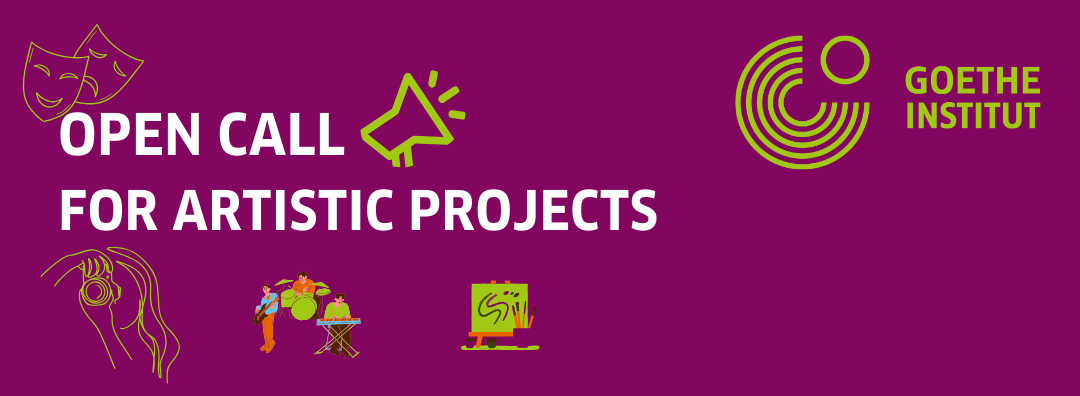 OPEN CALL
FOR ARTISTIC PROJECTS
GOETHE
INSTITUT